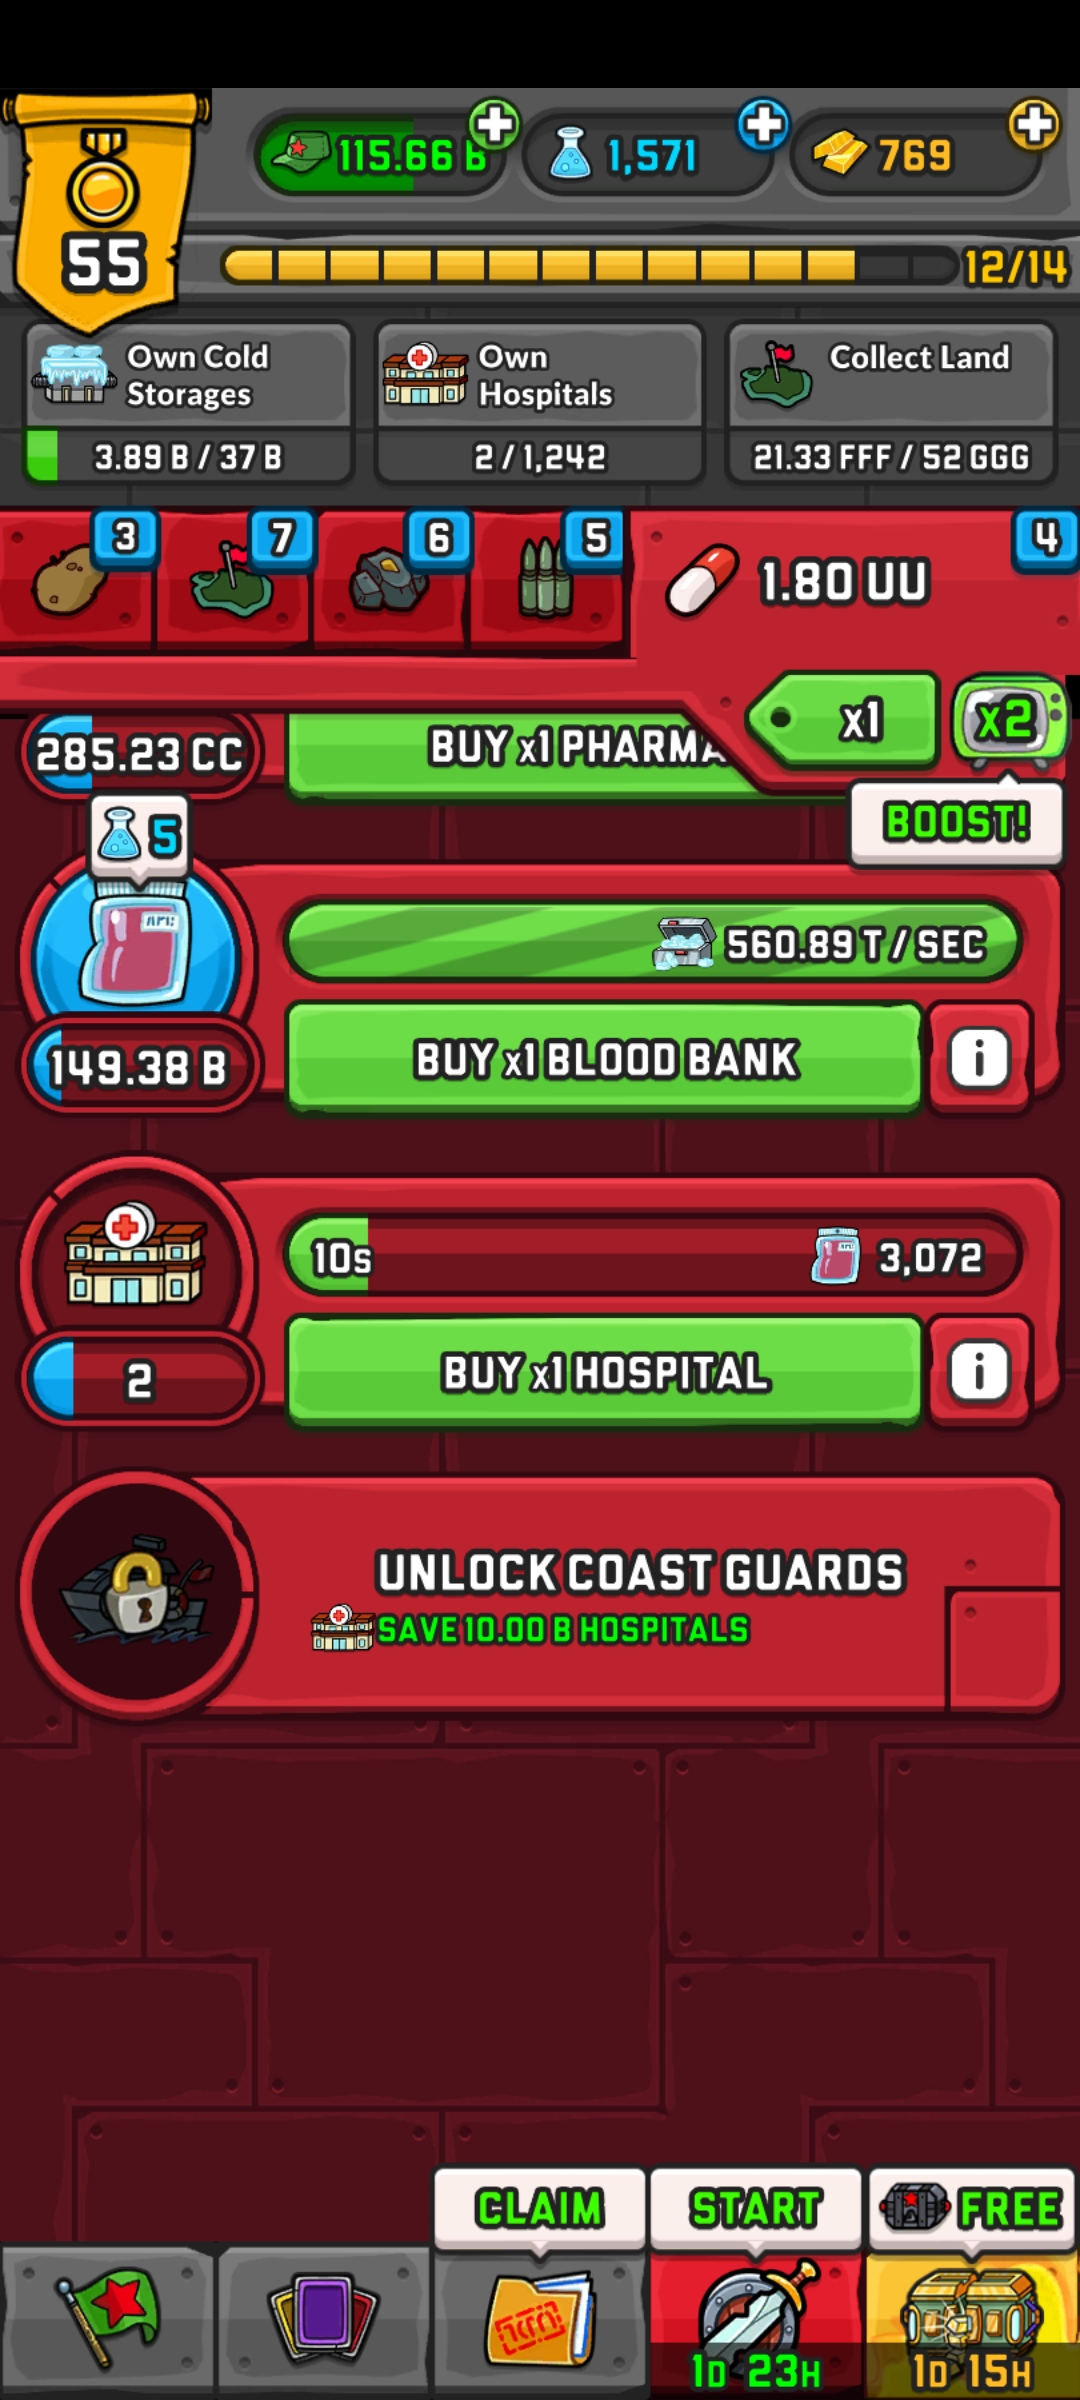 115.66 B
1,571
769
55
12/14
Own Cold
Storages
3.89 B / 37 B
Own
Hospitals
2 / 1,242
Collect Land
21.33 FFF / 52 GGG
3
7
6
5
1.80 UU
4
x1
x2
BOOST!
285.23 CC
BUY x1 PHARMA
5
560.89 T / SEC
149.38 B
BUY x1 BLOOD BANK
i
10s
3,072
2
BUY x1 HOSPITAL
i
UNLOCK COAST GUARDS
SAVE 10.00 B HOSPITALS
CLAIM
START
FREE
1D 23H
1D 15H